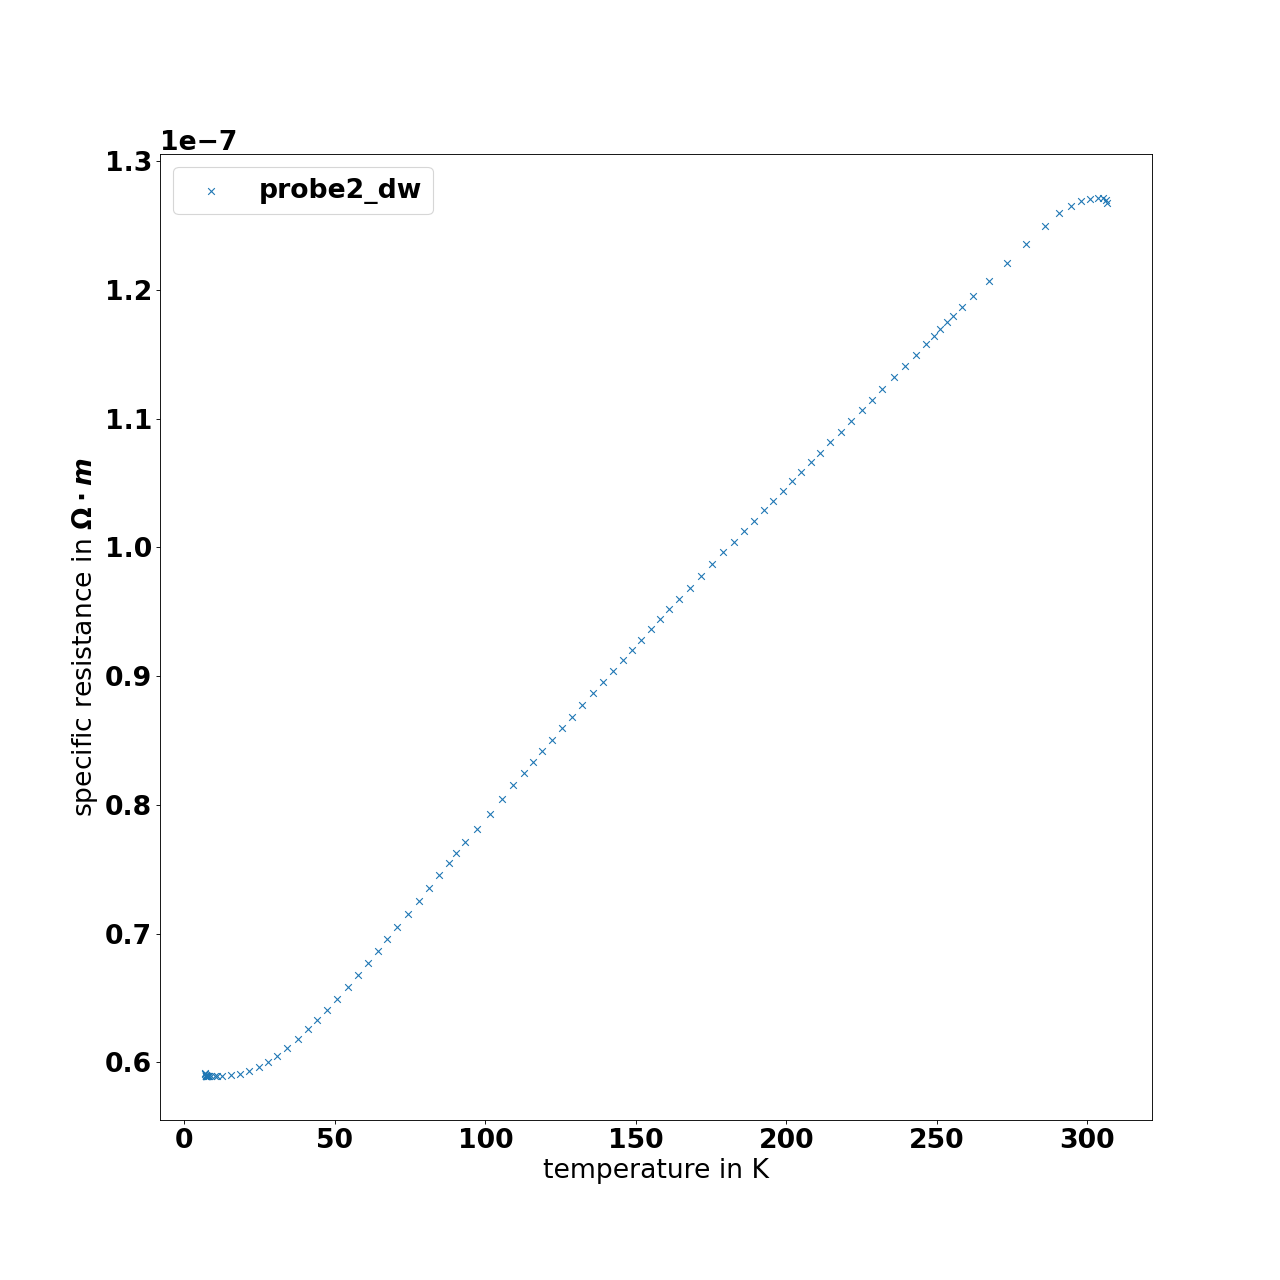 1e−7
1.3
1.2
1.1
1.0
0.9
0.8
0.7
0.6
probe2_dw
specific resistance in Ω · m
0 50 100 150 200 250 300
temperature in K